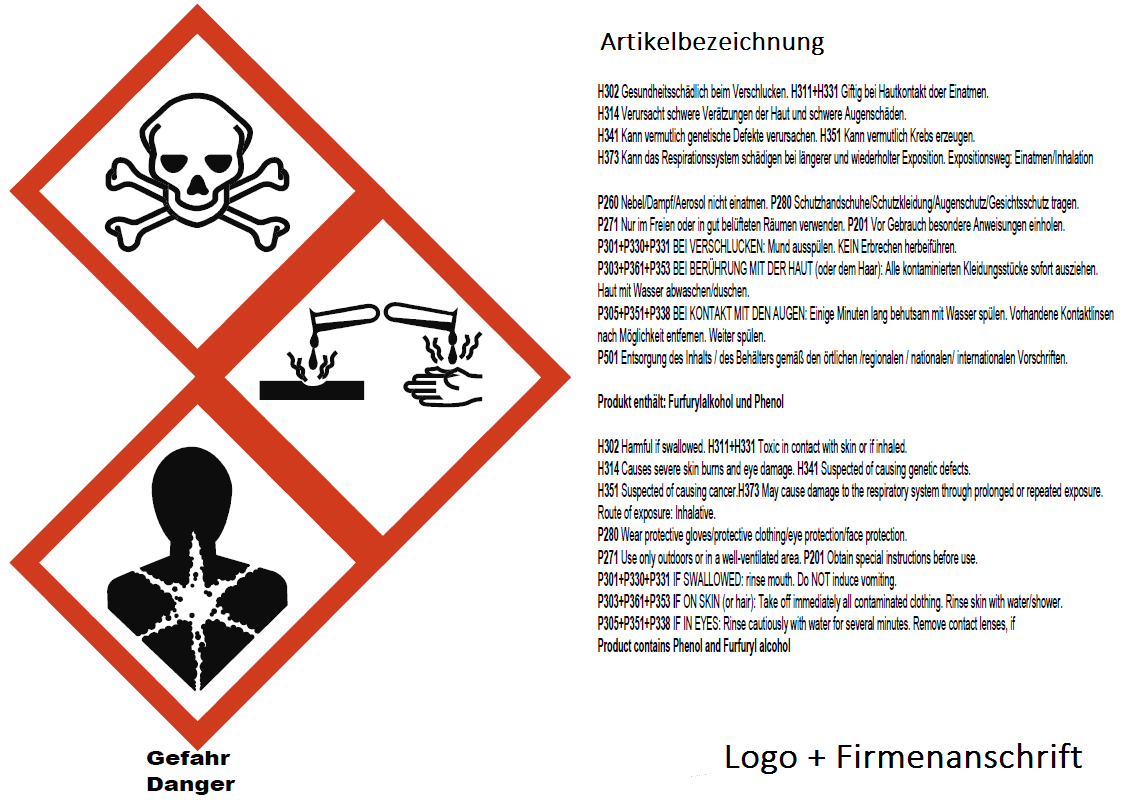 Artikelbezeichnung
H302 Gesundheitsschädlich beim Verschlucken. H311+H331 Giftig bei Hautkontakt doer Einatmen.
H314 Verursacht schwere Verätzungen der Haut und schwere Augenschäden.
H341 Kann vermutlich genetische Defekte verursachen. H351 Kann vermutlich Krebs erzeugen.
H373 Kann das Respirationssystem schädigen bei längerer und wiederholter Exposition. Expositionsweg: Einatmen/Inhalation
P260 Nebel/Dampf/Aerosol nicht einatmen. P280 Schutzhandschuhe/Schutzkleidung/Augenschutz/Gesichtsschutz tragen.
P271 Nur im Freien oder in gut belüfteten Räumen verwenden. P201 Vor Gebrauch besondere Anweisungen einholen.
P301+P330+P331 BEI VERSCHLUCKEN: Mund ausspülen. KEIN Erbrechen herbeiführen.
P303+P361+P353 BEI BERÜHRUNG MIT DER HAUT (oder dem Haar): Alle kontaminierten Kleidungsstücke sofort ausziehen.
Haut mit Wasser abwaschen/duschen.
P305+P351+P338 BEI KONTAKT MIT DEN AUGEN: Einige Minuten lang behutsam mit Wasser spülen. Vorhandene Kontaktlinsen
nach Möglichkeit entfernen. Weiter spülen.
P501 Entsorgung des Inhalts / des Behälters gemäß den örtlichen /regionalen / nationalen/ internationalen Vorschriften.
Produkt enthält: Furfurylalkohol und Phenol
H302 Harmful if swallowed. H311+H331 Toxic in contact with skin or if inhaled.
H314 Causes severe skin burns and eye damage. H341 Suspected of causing genetic defects.
H351 Suspected of causing cancer.H373 May cause damage to the respiratory system through prolonged or repeated exposure.
Route of exposure: Inhalative.
P280 Wear protective gloves/protective clothing/eye protection/face protection.
P271 Use only outdoors or in a well-ventilated area. P201 Obtain special instructions before use.
P301+P330+P331 IF SWALLOWED: rinse mouth. Do NOT induce vomiting.
P303+P361+P353 IF ON SKIN (or hair): Take off immediately all contaminated clothing. Rinse skin with water/shower.
P305+P351+P338 IF IN EYES: Rinse cautiously with water for several minutes. Remove contact lenses, if
Product contains Phenol and Furfuryl alcohol
Gefahr
Danger
Logo + Firmenanschrift